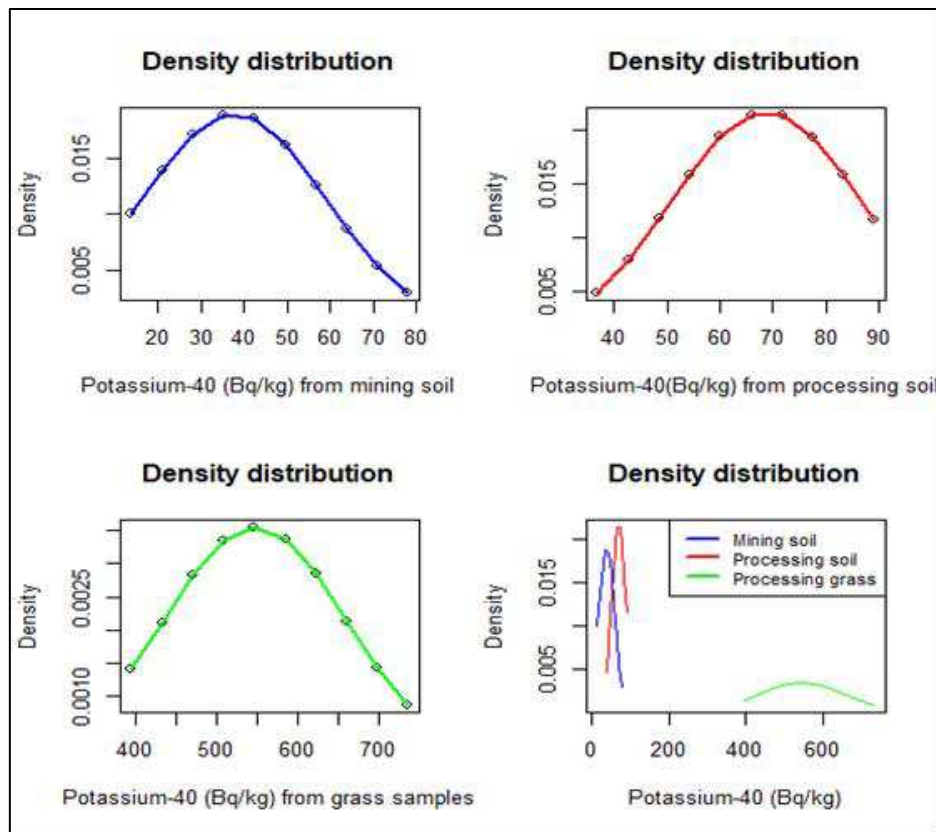 Density distribution
Density
0.005
0.015
20 30 40 50 60 70 80
Potassium-40 (Bq/kg) from mining soil
Density distribution
Density
0.005
0.015
40 50 60 70 80 90
Potassium-40(Bq/kg) from processing soil
Density distribution
Density
0.0010
0.0025
400 500 600 700
Potassium-40 (Bq/kg) from grass samples
Density distribution
Density
0.005
0.015
Mining soil
Processing soil
Processing grass
0 200 400 600
Potassium-40 (Bq/kg)